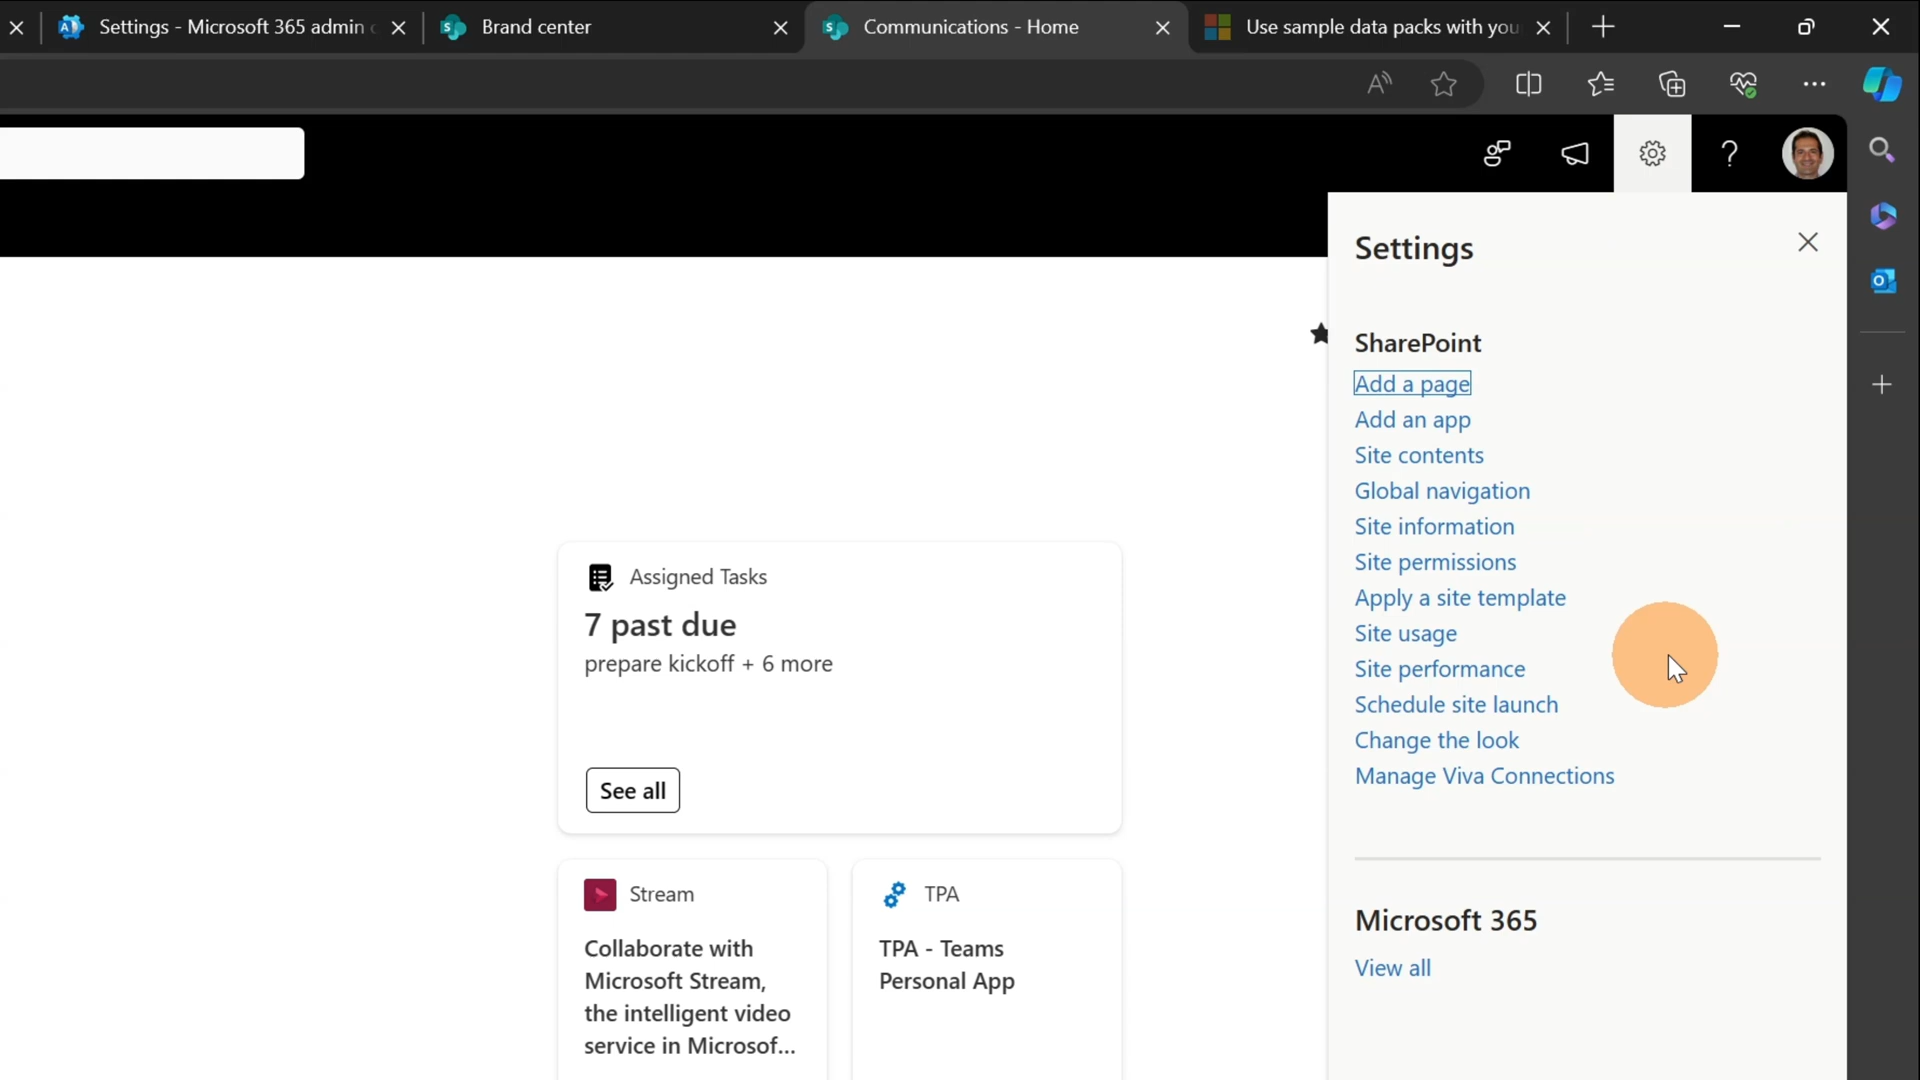 Settings - Microsoft 365 admin c
Brand center
Communications - Home
Use sample data packs with you
Settings
SharePoint
Add a page
Add an app
Site contents
Global navigation
Site information
Site permissions
Apply a site template
Site usage
Site performance
Schedule site launch
Change the look
Manage Viva Connections
Microsoft 365
View all
Assigned Tasks
7 past due
prepare kickoff + 6 more
See all
Stream
Collaborate with
Microsoft Stream,
the intelligent video
service in Microsof...
TPA
TPA - Teams
Personal App